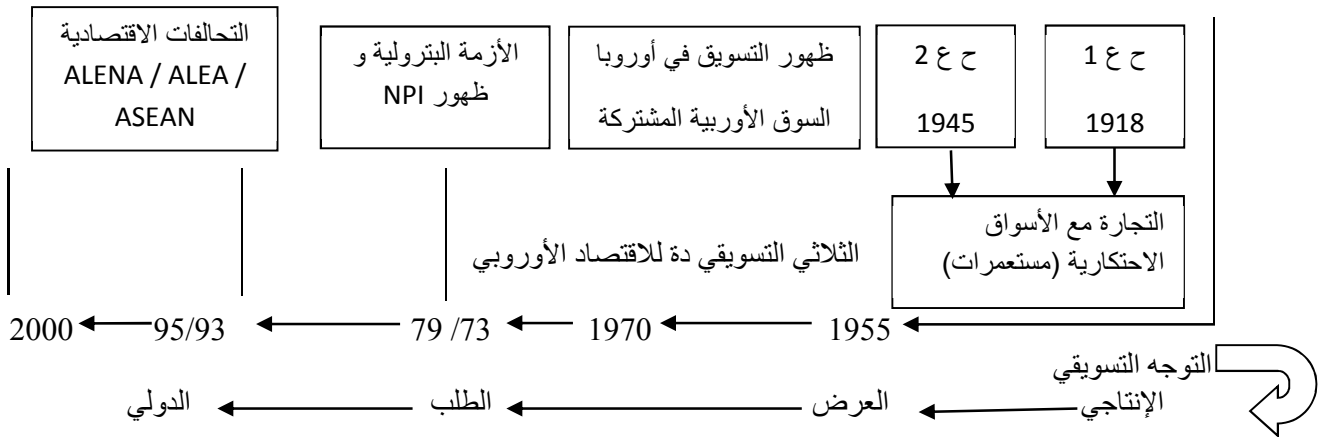 ح ع 1
1918
ح ع 2
1945
ظهور التسويق في أوروبا
السوق الأوربية المشتركة
الأزمة البترولية و
ظهور NPI
التحالفات الاقتصادية
ALENA / ALEA /
ASEAN
التجارة مع الأسواق
الاحتكارية (مستعمرات)
الثلاثي التسويقي دة للاقتصاد الأوروبي
1955
1970
79 /73
95/93
2000
التوجه التسويقي
الإنتاجي
العرض
الطلب
الدولي